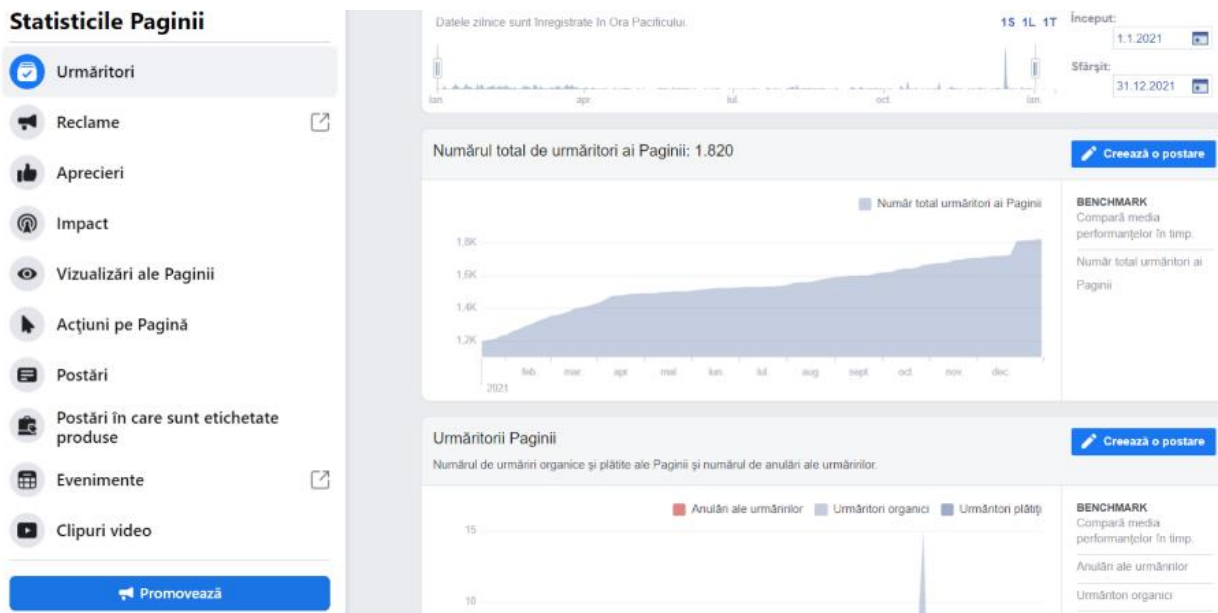 Statisticile Paginii
Urmăritori
Reclame
Aprecieri
Impact
Vizualizări ale Paginii
Acțiuni pe Pagină
Postări
Postări în care sunt etichetate
produse
Evenimente
Clipuri video
Promovează
Datele zilnice sunt înregistrate în Ora Pacificului.
1S 1L 1T
Început:
1.1.2021
Sfârșit:
31.12.2021
ian. apr. iul. oct. ian.
Numărul total de urmăritori ai Paginii: 1.820
Creează o postare
Număr total urmăritori ai Paginii
1,8K
1,6K
1,4K
1,2K
feb. mar. apr. mai iun. iul. aug. sept. oct. nov. dec.
2021
BENCHMARK
Compară media
performanțelor în timp.
Număr total urmăritori ai
Paginii
Urmăritorii Paginii
Numărul de urmăriri organice și plătite ale Paginii și numărul de anulări ale urmăririlor.
Creează o postare
Anulări ale urmăririlor Urmăritori organici Urmăritori plătiți
15
10
BENCHMARK
Compară media
performanțelor în timp.
Anulări ale urmăririlor
Urmăritori organici